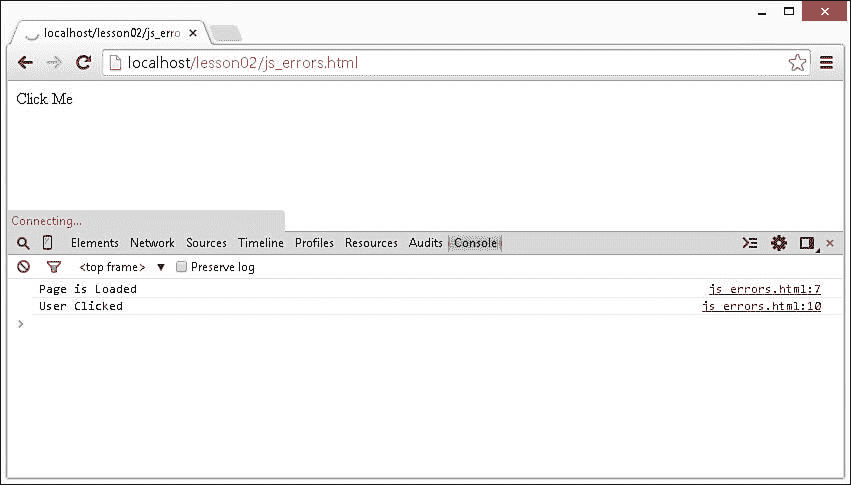 localhost/lesson02/js_erro
localhost/lesson02/js_errors.html
Click Me
Connecting...
Elements Network Sources Timeline Profiles Resources Audits Console
<top frame> ▼ Preserve log
Page is Loaded js_errors.html:7
User Clicked js_errors.html:10
>